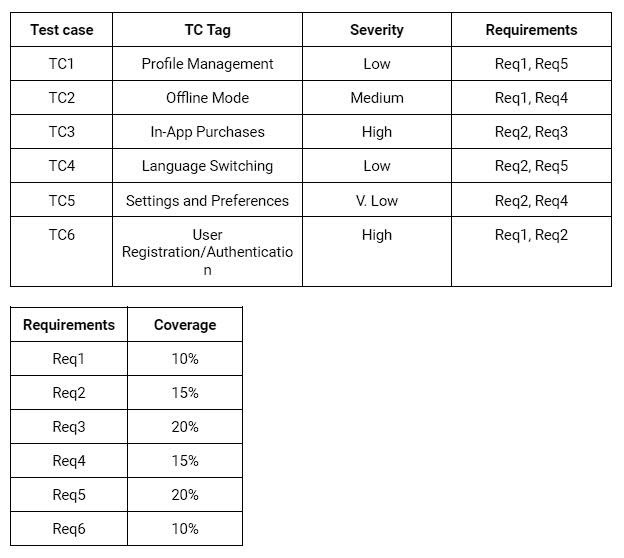 Test case TC Tag Severity Requirements
TC1 Profile Management Low Req1, Req5
TC2 Offline Mode Medium Req1, Req4
TC3 In-App Purchases High Req2, Req3
TC4 Language Switching Low Req2, Req5
TC5 Settings and Preferences V. Low Req2, Req4
TC6 User High Req1, Req2
Registration/Authenticatio
n
Requirements Coverage
Req1 10%
Req2 15%
Req3 20%
Req4 15%
Req5 20%
Req6 10%